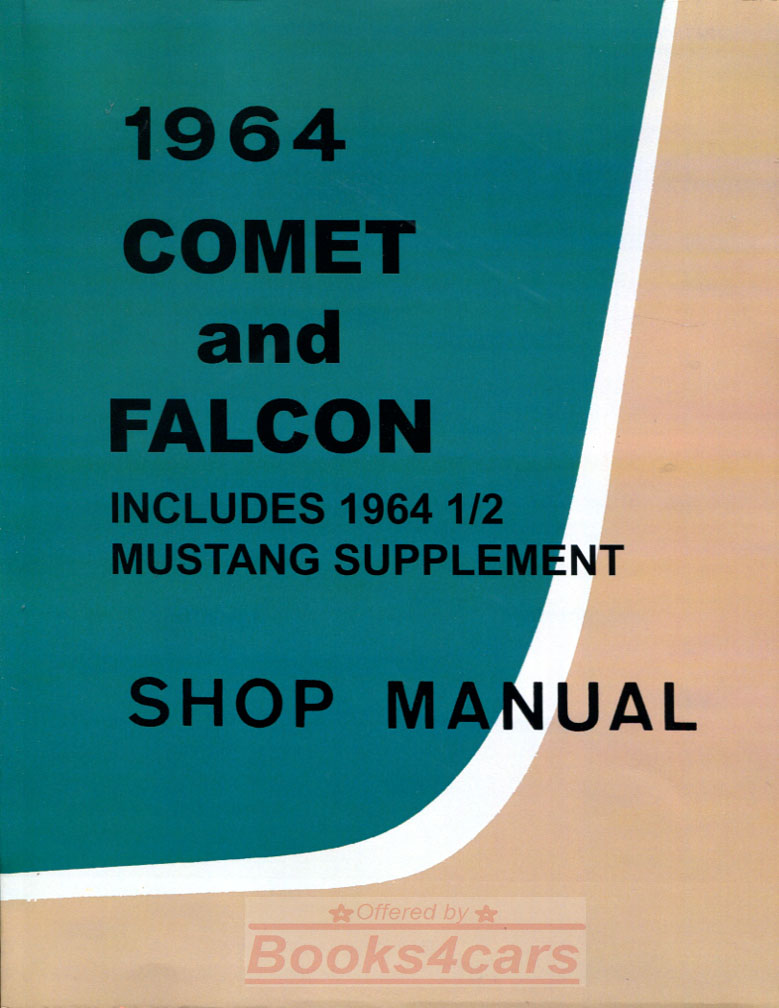 1964
COMET
and
FALCON
INCLUDES 1964 1/2
MUSTANG SUPPLEMENT
SHOP MANUAL
Offered by
Books4cars